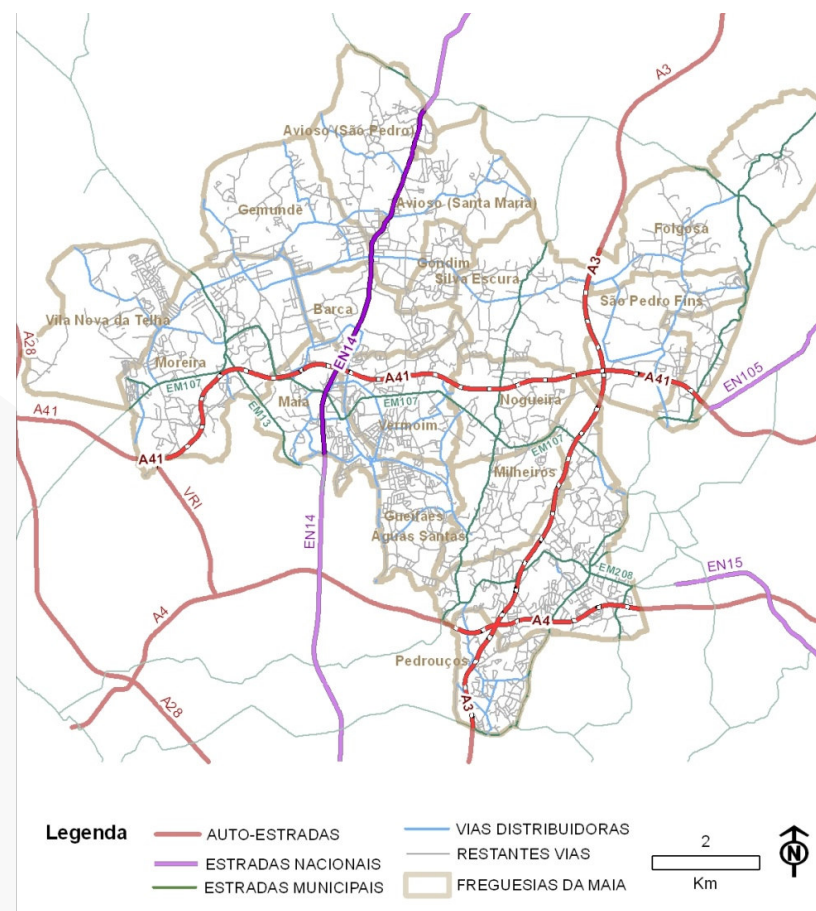 A3
Avioso (São Pedro)
Avioso (Santa Maria)
Gemunde
Folgosa
Gondim
A3
Silva Escura
São Pedro Fins
Vila Nova da Telha
Barca
A28
EN14
Moreira
A41
A41
EN105
EM107
Maia
EM107
Nogueira
A41
EM13
Vermoim
EM107
A41
Milheiros
VRI
Gueifães
EN14
Águas Santas
EM208
EN15
A4
A4
Pedrouços
A3
A28
Legenda
AUTO-ESTRADAS
ESTRADAS NACIONAIS
ESTRADAS MUNICIPAIS
VIAS DISTRIBUIDORAS
RESTANTES VIAS
FREGUESIAS DA MAIA
2
Km
N